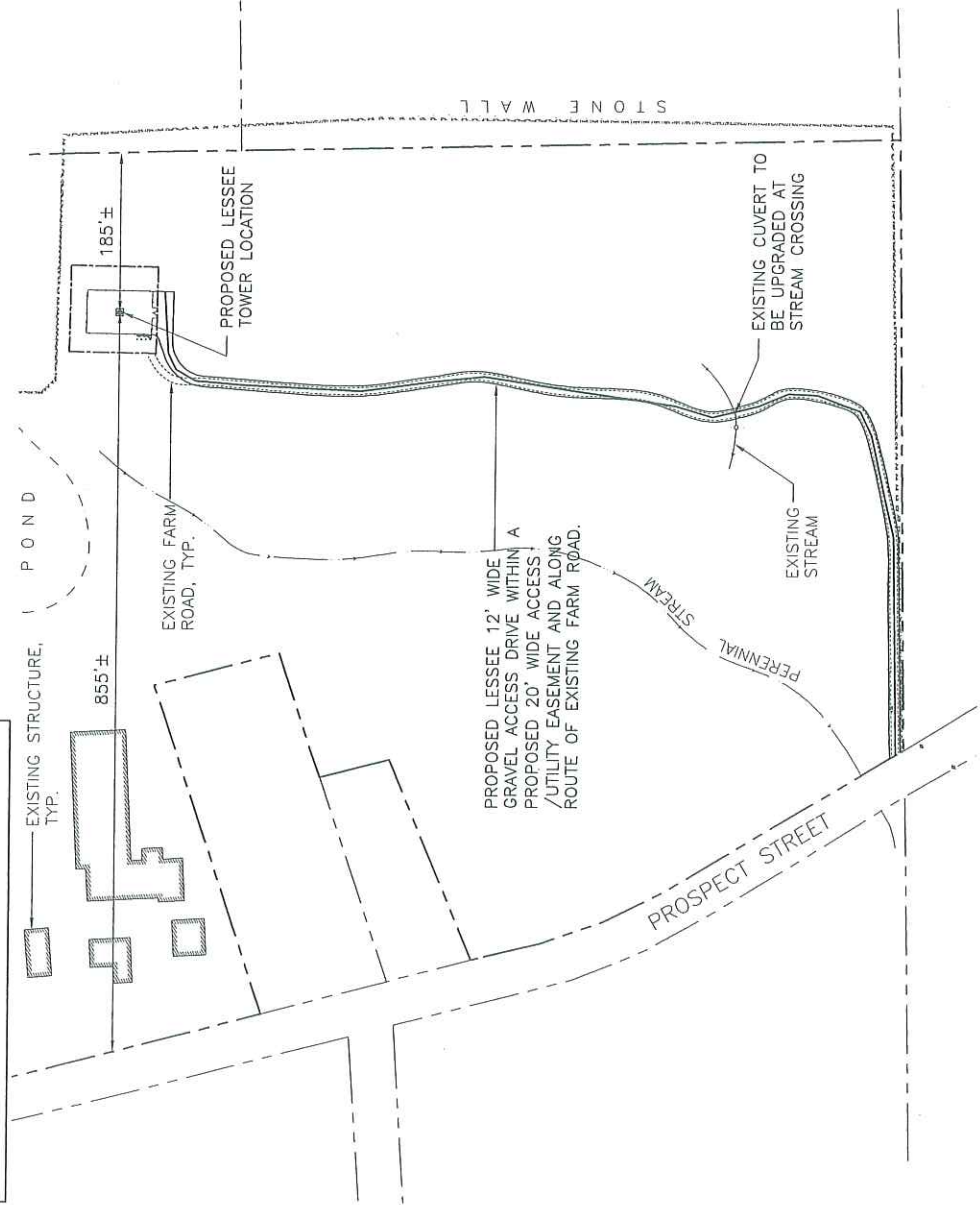 EXISTING STRUCTURE,
TYP.
POND
855'±
185'±
EXISTING FARM
ROAD, TYP.
PROPOSED LESSEE
TOWER LOCATION
STONE WALL
PROPOSED LESSEE 12' WIDE
GRAVEL ACCESS DRIVE WITHIN A
PROPOSED 20' WIDE ACCESS
/UTILITY EASEMENT AND ALONG
ROUTE OF EXISTING FARM ROAD.
PERENNIAL
STREAM
EXISTING
STREAM
EXISTING CUVERT TO
BE UPGRADED AT
STREAM CROSSING
PROSPECT STREET